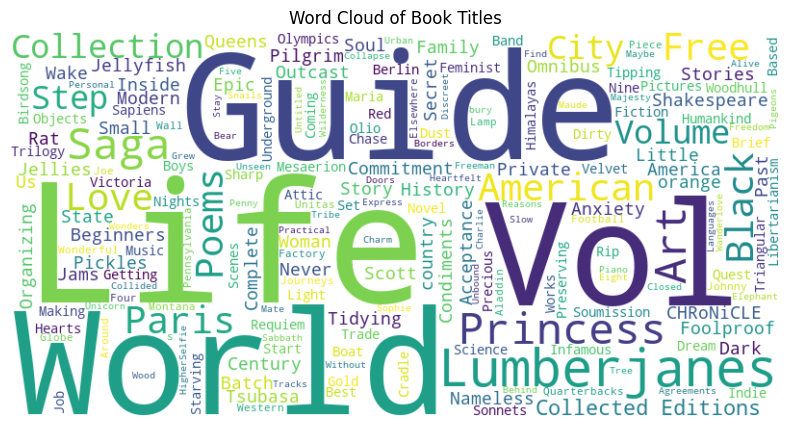 Word Cloud of Book Titles
Collection
Queens
Olympics
Urban
Collapse
Band
City
Find
Free
Piece
Maybe
Alive
Based
Birdsong
Wake
Jellyfish
Personal
Five
Snails
Soul
Pilgrim
Family
Feminist
Omnibus
Tipping
Stories
Pictures
Woodhull
Step
Inside
Modern
Epic
Outcast
Berlin
Secret
Nine
Shakespeare
Objects
Sapiens
Small
Wall
Stay
Bear
Underground
Untitled
Coming
Wilderness
Maria
Red
Elsewhere
Discreet
bury
Lamp
Himalayas
Maude
Majesty
Fiction
Humankind
Pigeons
Rat
Saga
Boys
Grew
Guide
Olio
Chase
Dust
Borders
Dirty
Volume
Freedom
Brief
Trilogy
Joe
Unseen
Mesaerion
Freeman
Doors
Heartfelt
Private
Velvet
Little
Jellies
Us
Love
Victoria
Sharp
Commitment
American
America
orange
Past
Libertarianism
Triangular
Nights
Attic
Penny
Unitas
Express
Story
History
Anxiety
Black
Art
Organizing
State
Life
Poems
Pennsylvania
Set
Tribe
Novel
Slow
Reasons
Football
Languages
Wanderlove
Beginners
Music
Wonders
Wonderful
Practical
Woman
Charm
country
Charlie
Vol
Rip
Jams
Getting
Pickles
Scenes
Factory
Never
Scott
Condiments
Acceptance
Unbound
Precious
Aladdin
Works
Preserving
Piano
Eight
Closed
Quest
Johnny
Elephant
Four
Collided
Complete
Journeys
Light
Sophie
Making
Unicorn
Montana
Mate
Hearts
Paris
Globe
Around
Requiem
Sabbath
Tidying
Trade
Princess
Soumission
CHRoNiCLE
Foolproof
World
Century
Start
Boat
Without
Science
Infamous
Dream
Dark
Wood
HigherSelfie
Starving
Batch
Tsubasa
Gold
Best
Tracks
Western
Cradle
Lumberjanes
Tree
Behind
Quarterbacks
Agreements
Indie
Nameless
Job
Sonnets
Collected Editions